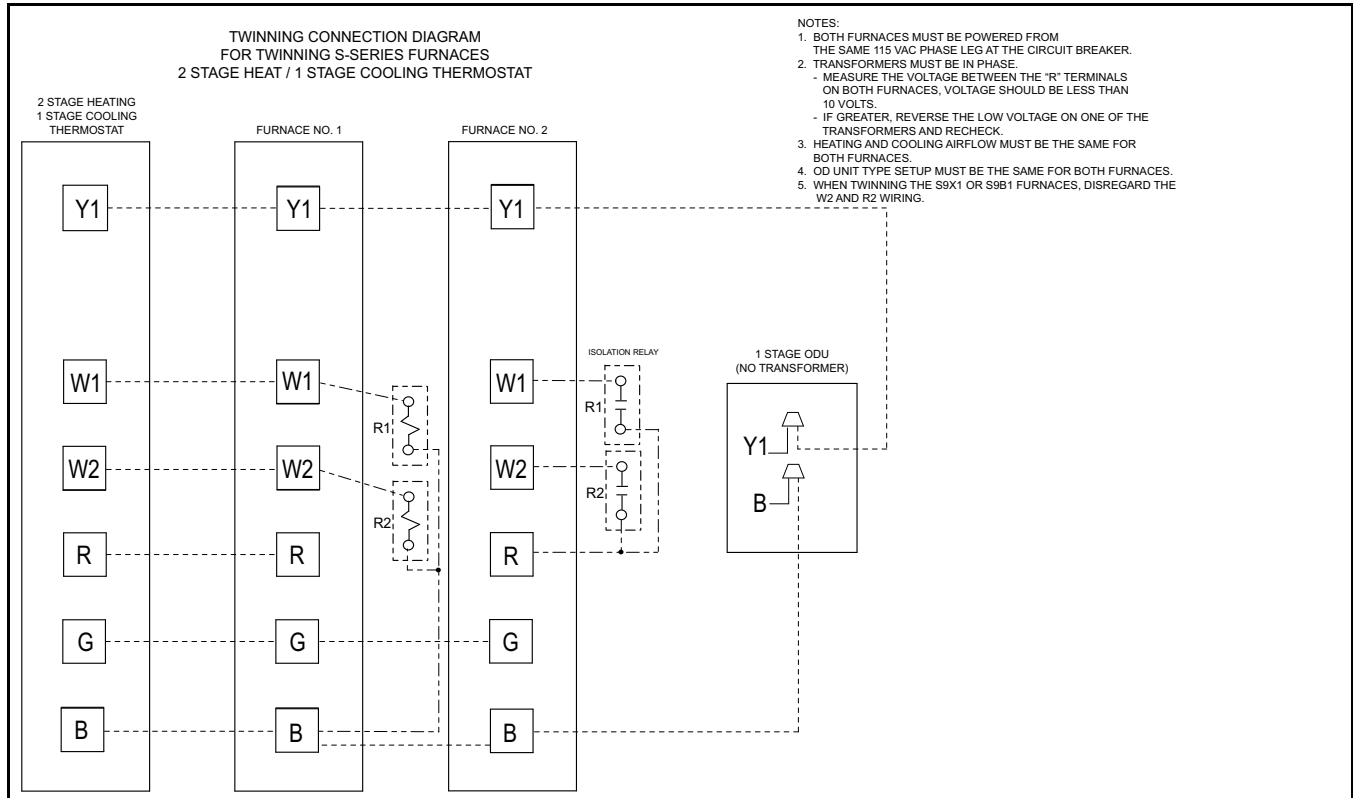 TWINNING CONNECTION DIAGRAM
FOR TWINNING S-SERIES FURNACES
2 STAGE HEAT / 1 STAGE COOLING THERMOSTAT
NOTES:
1. BOTH FURNACES MUST BE POWERED FROM
THE SAME 115 VAC PHASE LEG AT THE CIRCUIT BREAKER.
2. TRANSFORMERS MUST BE IN PHASE.
- MEASURE THE VOLTAGE BETWEEN THE “R” TERMINALS
ON BOTH FURNACES, VOLTAGE SHOULD BE LESS THAN
10 VOLTS.
- IF GREATER, REVERSE THE LOW VOLTAGE ON ONE OF THE
TRANSFORMERS AND RECHECK.
3. HEATING AND COOLING AIRFLOW MUST BE THE SAME FOR
BOTH FURNACES.
4. OD UNIT TYPE SETUP MUST BE THE SAME FOR BOTH FURNACES.
5. WHEN TWINNING THE S9X1 OR S9B1 FURNACES, DISREGARD THE
W2 AND R2 WIRING.
2 STAGE HEATING
1 STAGE COOLING
THERMOSTAT
Y1
W1
W2
R
G
B
FURNACE NO. 1
Y1
W1
W2
R
G
B
R1
R2
FURNACE NO. 2
Y1
W1
W2
R
G
B
ISOLATION RELAY
R1
R2
1 STAGE ODU
(NO TRANSFORMER)
Y1
B